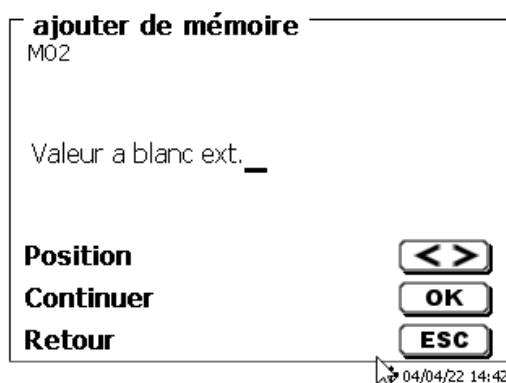 ajouter de mémoire
M02
Valeur a blanc ext._
Position < >
Continuer OK
Retour ESC
04/04/22 14:42